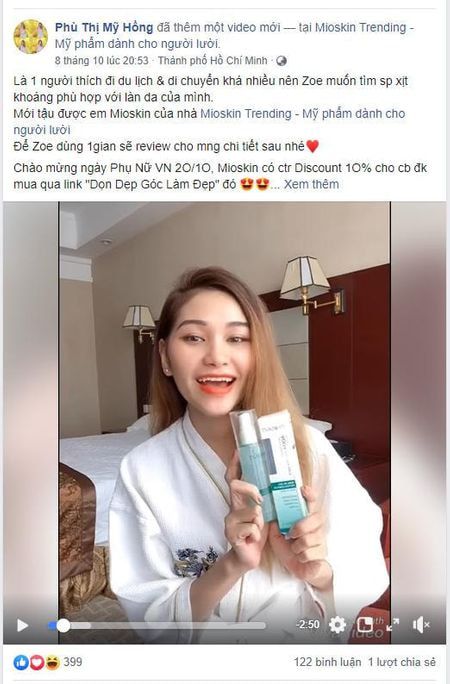 Phù Thị Mỹ Hồng đã thêm một video mới — tại Mioskin Trending -
Mỹ phẩm dành cho người lười.
8 tháng 10 lúc 20:53 · Thành phố Hồ Chí Minh ·
Là 1 người thích đi du lịch & di chuyển khá nhiều nên Zoe muốn tìm sp xịt
khoáng phù hợp với làn da của mình.
Mới tậu được em Mioskin của nhà Mioskin Trending - Mỹ phẩm dành cho
người lười
Để Zoe dùng 1gian sẽ review cho mng chi tiết sau nhé❤️
Chào mừng ngày Phụ Nữ VN 2O/1O, Mioskin có ctr Discount 1O% cho cb đk
mua qua link "Dọn Dẹp Góc Làm Đẹp" đó 🤩🤩... Xem thêm
-2:50
399
122 bình luận 1 lượt chia sẻ